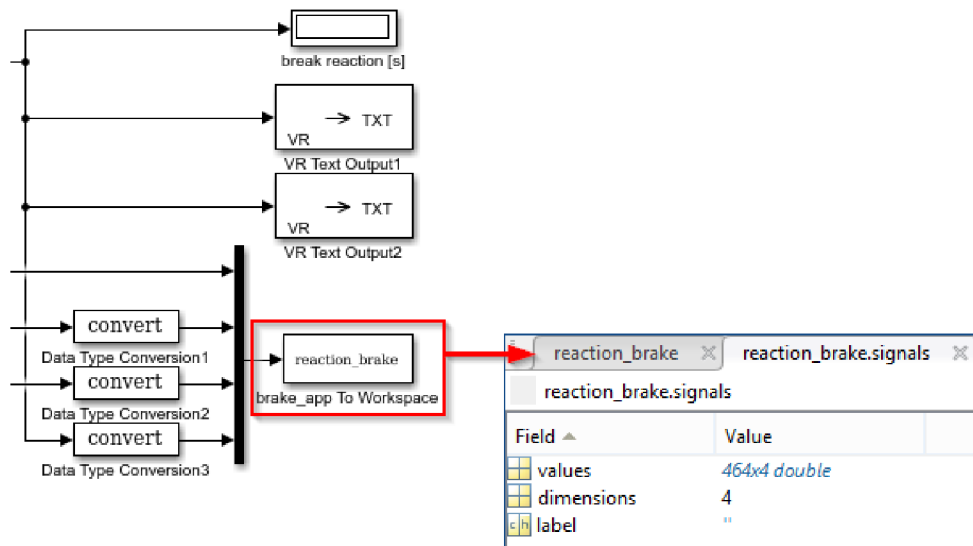 break reaction [s]
TXT
VR
VR Text Output1
TXT
VR
VR Text Output2
convert
Data Type Conversion1
convert
Data Type Conversion2
convert
Data Type Conversion3
reaction_brake
brake_app To Workspace
reaction_brake reaction_brake.signals
reaction_brake.signals
Field Value
values 464x4 double
dimensions 4
ch label ''